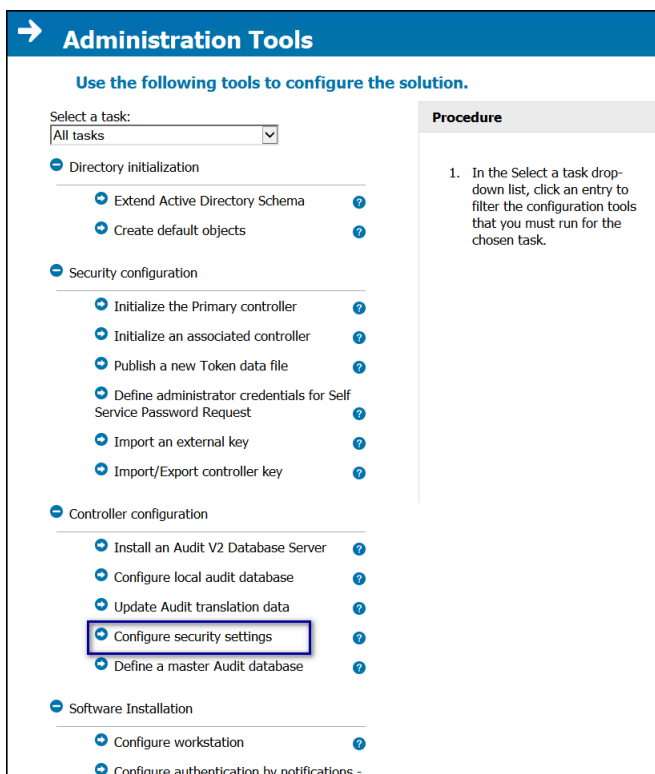 Administration Tools
Use the following tools to configure the solution.
Select a task:
All tasks
Directory initialization
Extend Active Directory Schema
Create default objects
Security configuration
Initialize the Primary controller
Initialize an associated controller
Publish a new Token data file
Define administrator credentials for Self
Service Password Request
Import an external key
Import/Export controller key
Controller configuration
Install an Audit V2 Database Server
Configure local audit database
Update Audit translation data
Configure security settings
Define a master Audit database
Software Installation
Configure workstation
Configure authentication by notifications -
Procedure
1. In the Select a task drop-
down list, click an entry to
filter the configuration tools
that you must run for the
chosen task.